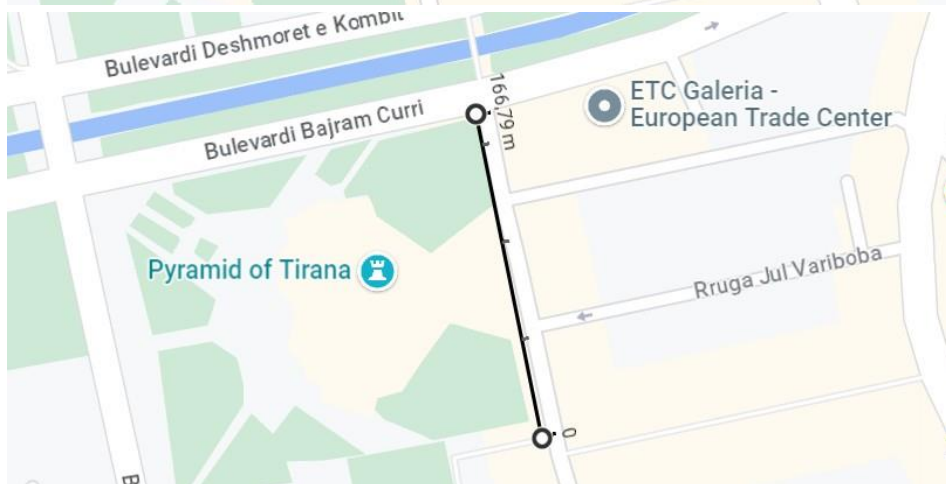 Bulevardi Deshmoret e Kombit
Bulevardi Bajram Curri
166,79 m
ETC Galeria -
European Trade Center
Pyramid of Tirana
Rruga Jul Variboba
0
B